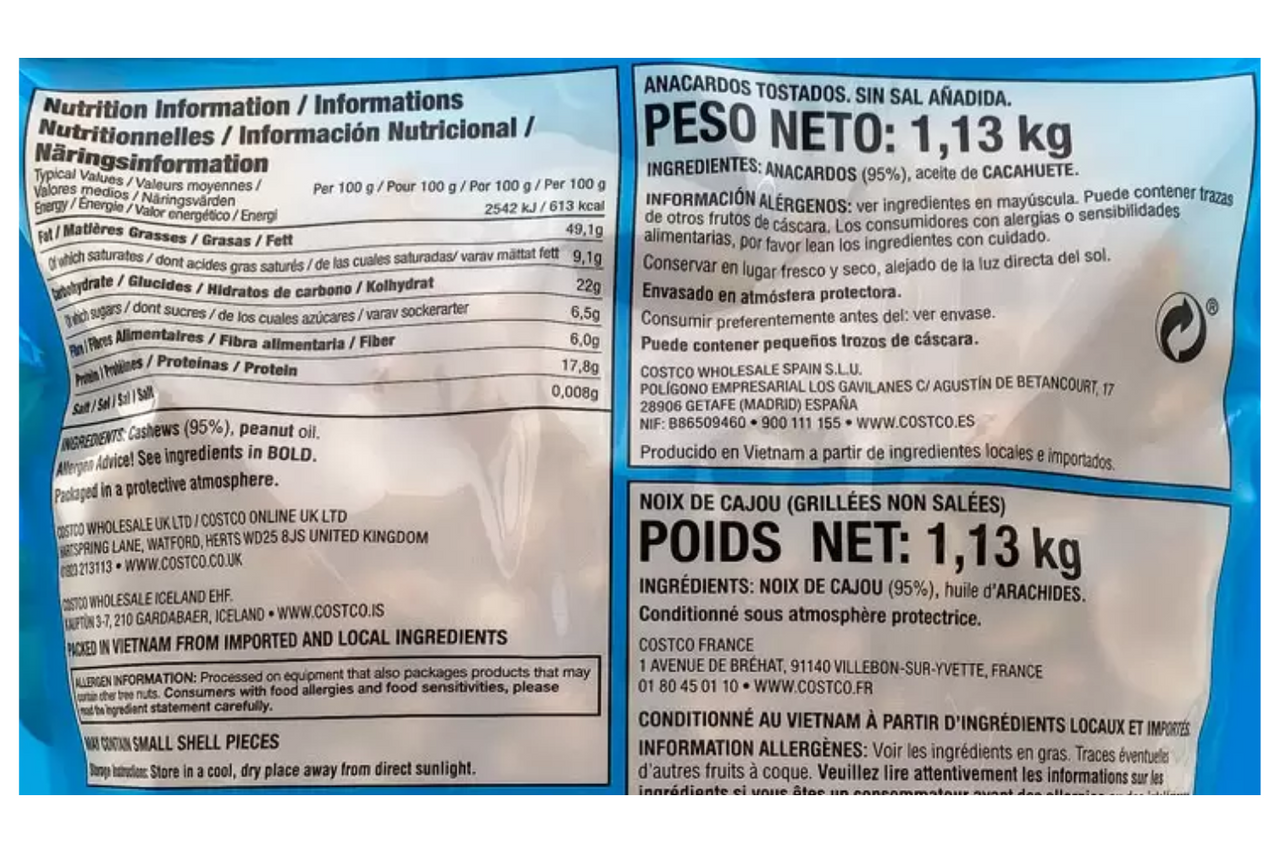 Nutrition Information / Informations
Nutritionnelles / Información Nutricional /
Näringsinformation
Typical Values / Valeurs moyennes /
Valores medios / Näringsvärden
Per 100 g / Pour 100 g / Por 100 g / Per 100 g
Energy / Énergie / Valor energético / Energi 2542 kJ / 613 kcal
Fat / Matières Grasses / Grasas / Fett 49,1g
Of which saturates / dont acides gras saturés / de las cuales saturadas/ varav mättat fett 9,1g
Carbohydrate / Glucides / Hidratos de carbono / Kolhydrat 22g
Of which sugars / dont sucres / de los cuales azúcares / varav sockerarter 6,5g
Fibre / Fibres Alimentaires / Fibra alimentaria / Fiber 6,0g
Protein / Protéines / Proteínas / Protein 17,8g
Salt / Sel / Sal / Salt 0,008g
INGREDIENTS: Cashews (95%), peanut oil.
Allergen Advice! See ingredients in BOLD.
Packaged in a protective atmosphere.
COSTCO WHOLESALE UK LTD / COSTCO ONLINE UK LTD
HARTSPRING LANE, WATFORD, HERTS WD25 8JS UNITED KINGDOM
01923 213113 • WWW.COSTCO.CO.UK
COSTCO WHOLESALE ICELAND EHF.
KAUPTÚN 3-7, 210 GARDABAER, ICELAND • WWW.COSTCO.IS
PACKED IN VIETNAM FROM IMPORTED AND LOCAL INGREDIENTS
ALLERGEN INFORMATION: Processed on equipment that also packages products that may
contain other tree nuts. Consumers with food allergies and food sensitivities, please
read the ingredient statement carefully.
MAY CONTAIN SMALL SHELL PIECES
Storage Instructions: Store in a cool, dry place away from direct sunlight.
ANACARDOS TOSTADOS. SIN SAL AÑADIDA.
PESO NETO: 1,13 kg
INGREDIENTES: ANACARDOS (95%), aceite de CACAHUETE.
INFORMACIÓN ALÉRGENOS: ver ingredientes en mayúscula. Puede contener trazas
de otros frutos de cáscara. Los consumidores con alergias o sensibilidades
alimentarias, por favor lean los ingredientes con cuidado.
Conservar en lugar fresco y seco, alejado de la luz directa del sol.
Envasado en atmósfera protectora.
Consumir preferentemente antes del: ver envase.
Puede contener pequeños trozos de cáscara.
®
COSTCO WHOLESALE SPAIN S.L.U.
POLÍGONO EMPRESARIAL LOS GAVILANES C/ AGUSTÍN DE BETANCOURT, 17
28906 GETAFE (MADRID) ESPAÑA
NIF: B86509460 • 900 111 155 • WWW.COSTCO.ES
Producido en Vietnam a partir de ingredientes locales e importados.
NOIX DE CAJOU (GRILLÉES NON SALÉES)
POIDS NET: 1,13 kg
INGRÉDIENTS: NOIX DE CAJOU (95%), huile d'ARACHIDES.
Conditionné sous atmosphère protectrice.
COSTCO FRANCE
1 AVENUE DE BRÉHAT, 91140 VILLEBON-SUR-YVETTE, FRANCE
01 80 45 01 10 • WWW.COSTCO.FR
CONDITIONNÉ AU VIETNAM À PARTIR D'INGRÉDIENTS LOCAUX ET IMPORTÉS
INFORMATION ALLERGÈNES: Voir les ingrédients en gras. Traces éventuelles
d'autres fruits à coque. Veuillez lire attentivement les informations sur les
ingrédients si vous êtes un consommateur ayant des